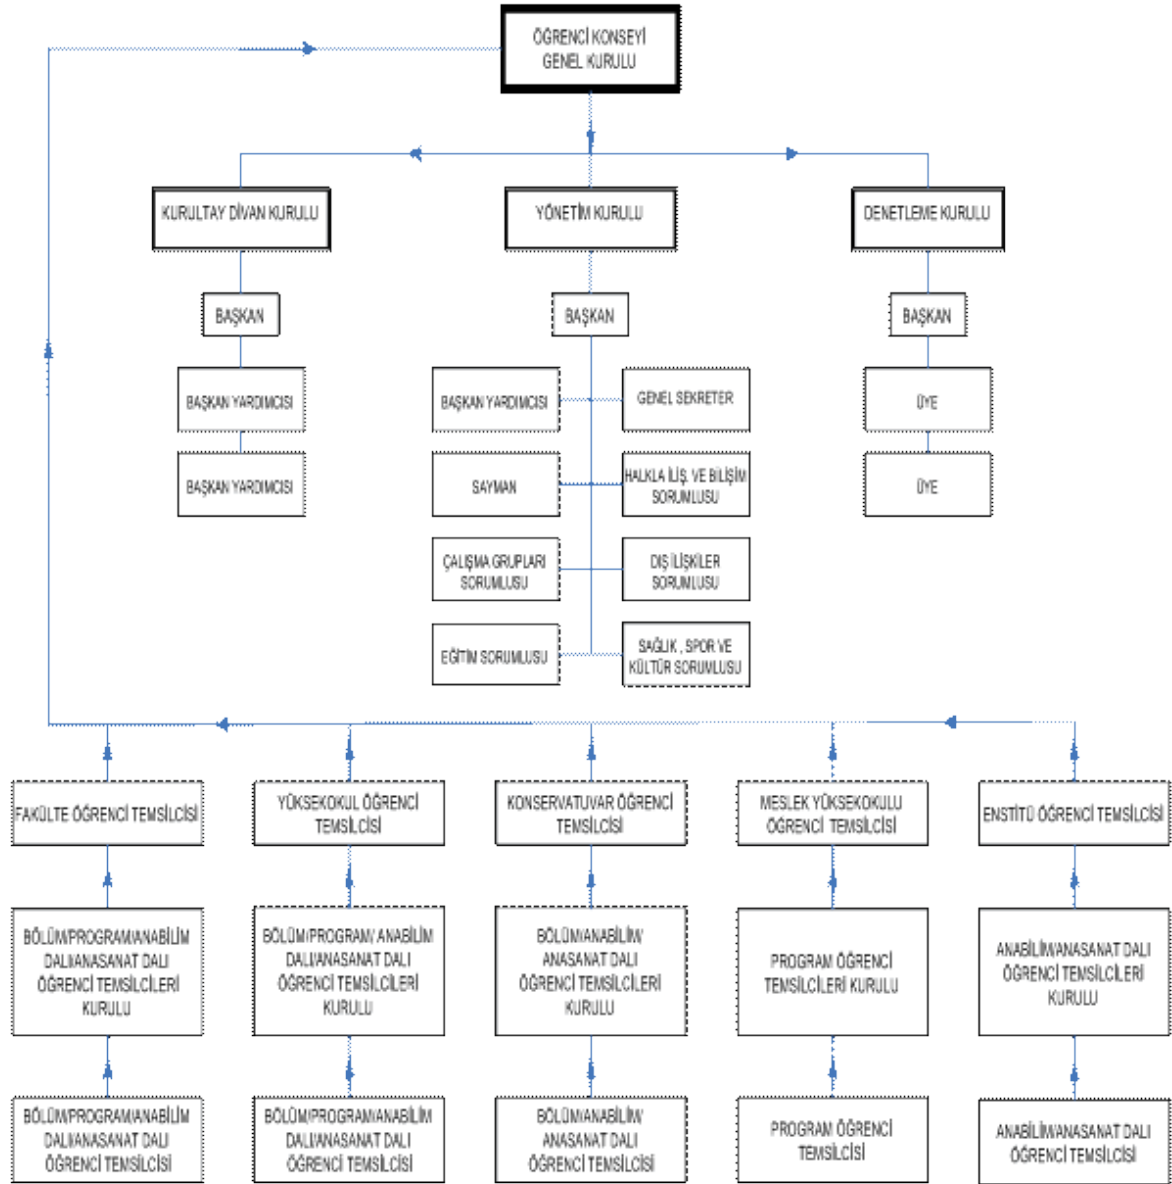 ÖĞRENCİ KONSEYİ
GENEL KURULU
KURULTAY DİVAN KURULU
YÖNETİM KURULU
DENETLEME KURULU
BAŞKAN
BAŞKAN
BAŞKAN
BAŞKAN YARDIMCISI
BAŞKAN YARDIMCISI
GENEL SEKRETER
ÜYE
BAŞKAN YARDIMCISI
SAYMAN
HALKLA İLİŞ. VE BİLİŞİM
SORUMLUSU
ÜYE
ÇALIŞMA GRUPLARI
SORUMLUSU
DIŞ İLİŞKİLER
SORUMLUSU
EĞİTİM SORUMLUSU
SAĞLIK , SPOR VE
KÜLTÜR SORUMLUSU
FAKÜLTE ÖĞRENCİ TEMSİLCİSİ
YÜKSEKOKUL ÖĞRENCİ
TEMSİLCİSİ
KONSERVATUVAR ÖĞRENCİ
TEMSİLCİSİ
MESLEK YÜKSEKOKULU
ÖĞRENCİ TEMSİLCİSİ
ENSTİTÜ ÖĞRENCİ TEMSİLCİSİ
BÖLÜM/PROGRAM/ANABİLİM
DALI/ANASANAT DALI
ÖĞRENCİ TEMSİLCİLERİ
KURULU
BÖLÜM/PROGRAM/ ANABİLİM
DALI/ANASANAT DALI
ÖĞRENCİ TEMSİLCİLERİ
KURULU
BÖLÜM/ANABİLİM/
ANASANAT DALI
ÖĞRENCİ TEMSİLCİLERİ
KURULU
PROGRAM ÖĞRENCİ
TEMSİLCİLERİ KURULU
ANABİLİM/ANASANAT DALI
ÖĞRENCİ TEMSİLCİLERİ
KURULU
BÖLÜM/PROGRAM/ANABİLİM
DALI/ANASANAT DALI
ÖĞRENCİ TEMSİLCİSİ
BÖLÜM/PROGRAM/ANABİLİM
DALI/ANASANAT DALI
ÖĞRENCİ TEMSİLCİSİ
BÖLÜM/ANABİLİM/
ANASANAT DALI
ÖĞRENCİ TEMSİLCİSİ
PROGRAM ÖĞRENCİ
TEMSİLCİSİ
ANABİLİM/ANASANAT DALI
ÖĞRENCİ TEMSİLCİSİ